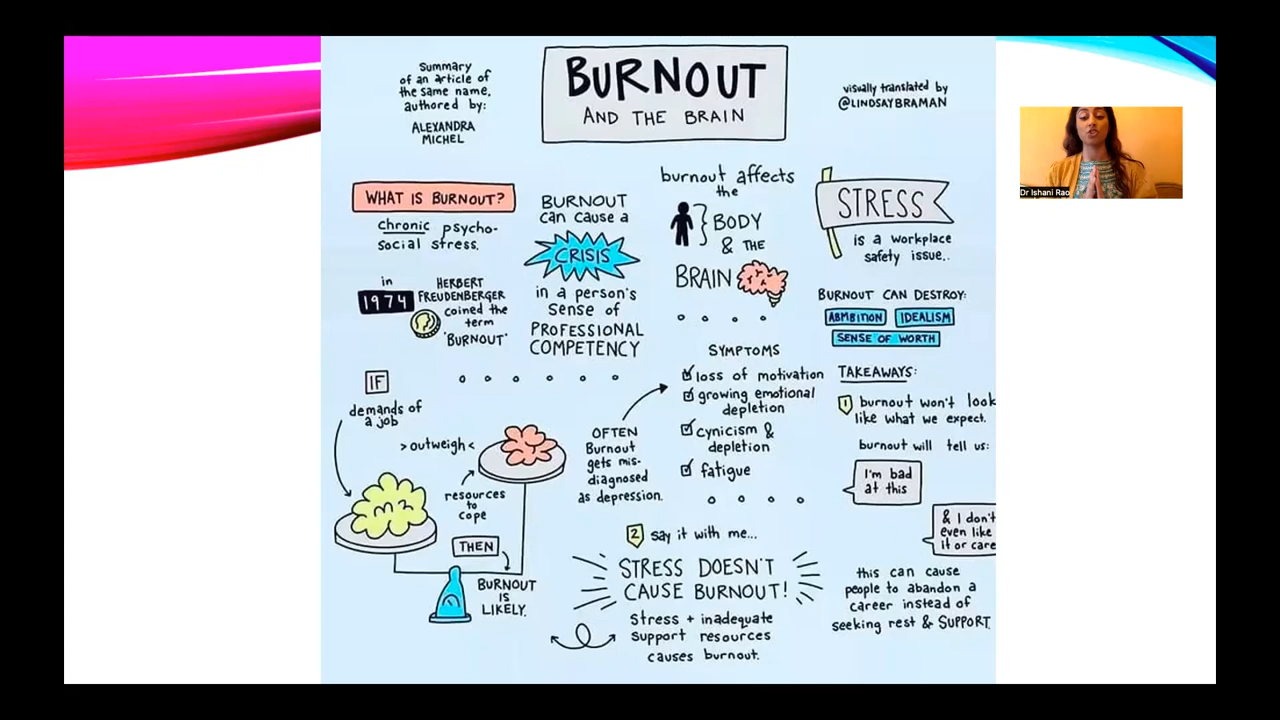 Summary
of an article of
the same name,
authored by:
ALEXANDRA
MICHEL
BURNOUT
AND THE BRAIN
visually translated by
@LINDSAYBRAMAN
Dr Ishani Rao
WHAT IS BURNOUT?
chronic psycho-
social stress.
in
1974
HERBERT
FREUDENBERGER
coined the
term
"BURNOUT"
BURNOUT
can cause a
CRISIS
in a person's
sense of
PROFESSIONAL
COMPETENCY
burnout affects
the
BODY
& THE
BRAIN
STRESS
is a workplace
safety issue..
BURNOUT CAN DESTROY:
ABMBITION
IDEALISM
SENSE OF WORTH
IF
demands of
a job
>outweigh<
resources
to
cope
THEN
BURNOUT
IS
LIKELY.
OFTEN
Burnout
gets mis-
diagnosed
as depression.
SYMPTOMS
loss of motivation
growing emotional
depletion
cynicism &
depletion
fatigue
TAKEAWAYS:
1 burnout won't look
like what we expect.
burnout will tell us:
I'm bad
at this
& I don't
even like
it or care
this can cause
people to abandon a
career instead of
seeking rest & SUPPORT.
2 say it with me...
STRESS DOESN'T
CAUSE BURNOUT!
Stress + inadequate
support resources
causes burnout.